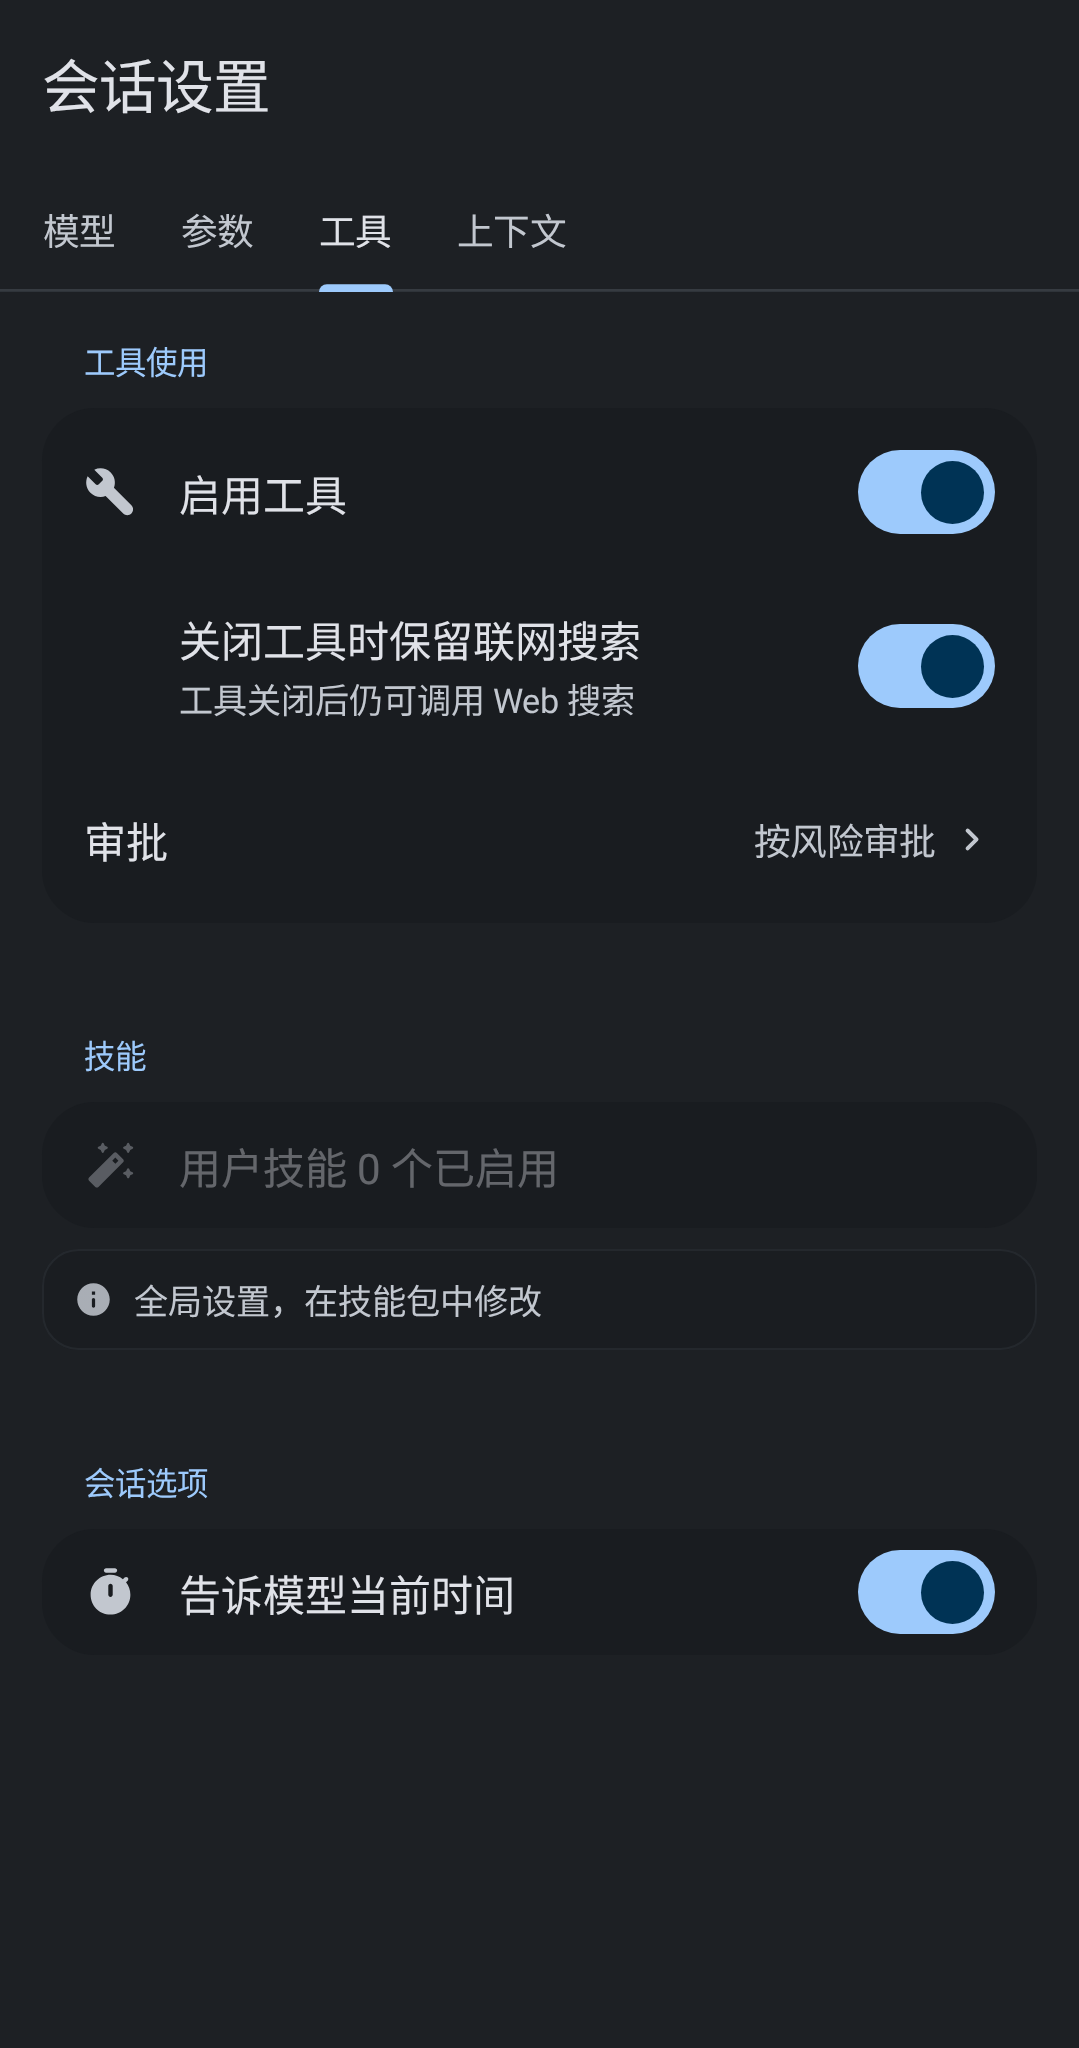 会话设置
模型 参数 工具 上下文
工具使用
启用工具
关闭工具时保留联网搜索
工具关闭后仍可调用 Web 搜索
审批 按风险审批
技能
用户技能 0 个已启用
全局设置，在技能包中修改
会话选项
告诉模型当前时间